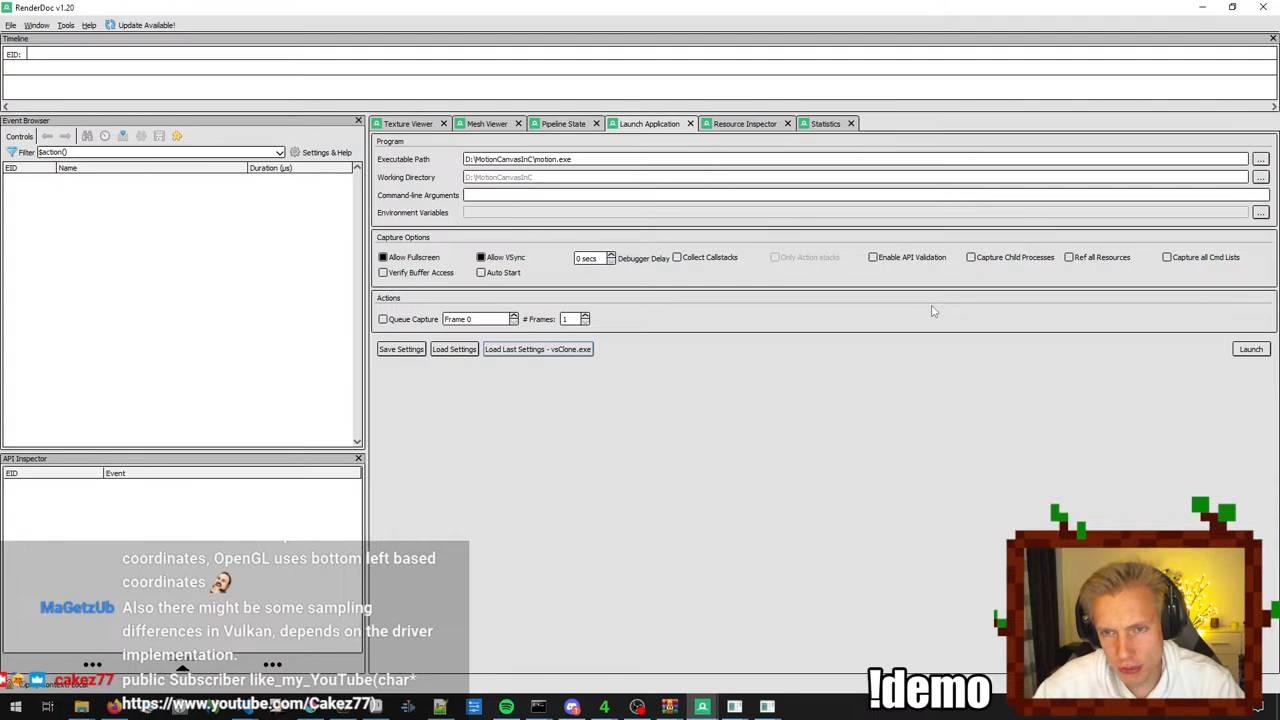 RenderDoc v1.20
File Window Tools Help Update Available!
Timeline
EID:
Event Browser
Controls
Filter $action() Settings & Help
EID Name Duration (µs)
API Inspector
EID Event
Texture Viewer Mesh Viewer Pipeline State Launch Application Resource Inspector Statistics
Program
Executable Path D:\MotionCanvasInC\motion.exe ...
Working Directory D:\MotionCanvasInC ...
Command-line Arguments
Environment Variables ...
Capture Options
Allow Fullscreen Allow VSync 0 secs Debugger Delay Collect Callstacks Only Action stacks Enable API Validation Capture Child Processes Ref all Resources Capture all Cmd Lists
Verify Buffer Access Auto Start
Actions
Queue Capture Frame 0 # Frames: 1
Save Settings Load Settings Load Last Settings - vsClone.exe Launch
coordinates, OpenGL uses bottom left based
coordinates
MaGetzUb Also there might be some sampling
differences in Vulkan, depends on the driver
implementation.
cakez77 public Subscriber like_my_YouTube(char*
https://www.youtube.com/Cakez77)
!demo